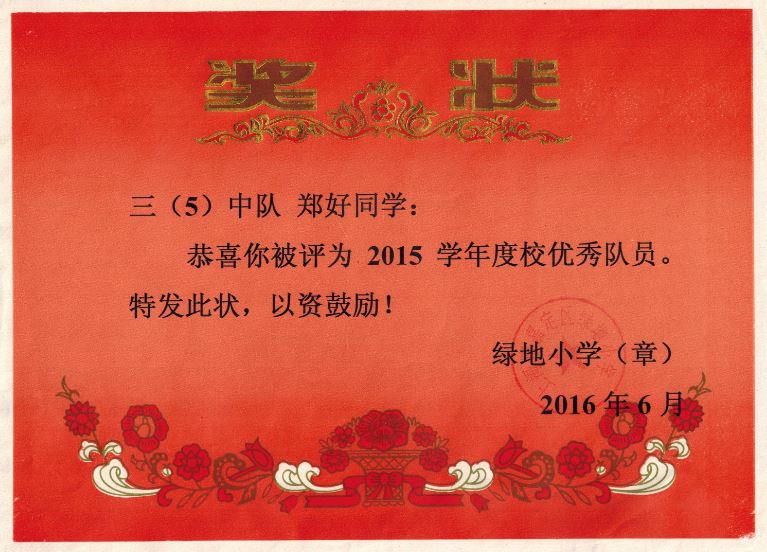 奖状
三（5）中队 郑好同学：
恭喜你被评为 2015 学年度校优秀队员。
特发此状，以资鼓励！
绿地小学（章）
2016 年 6 月